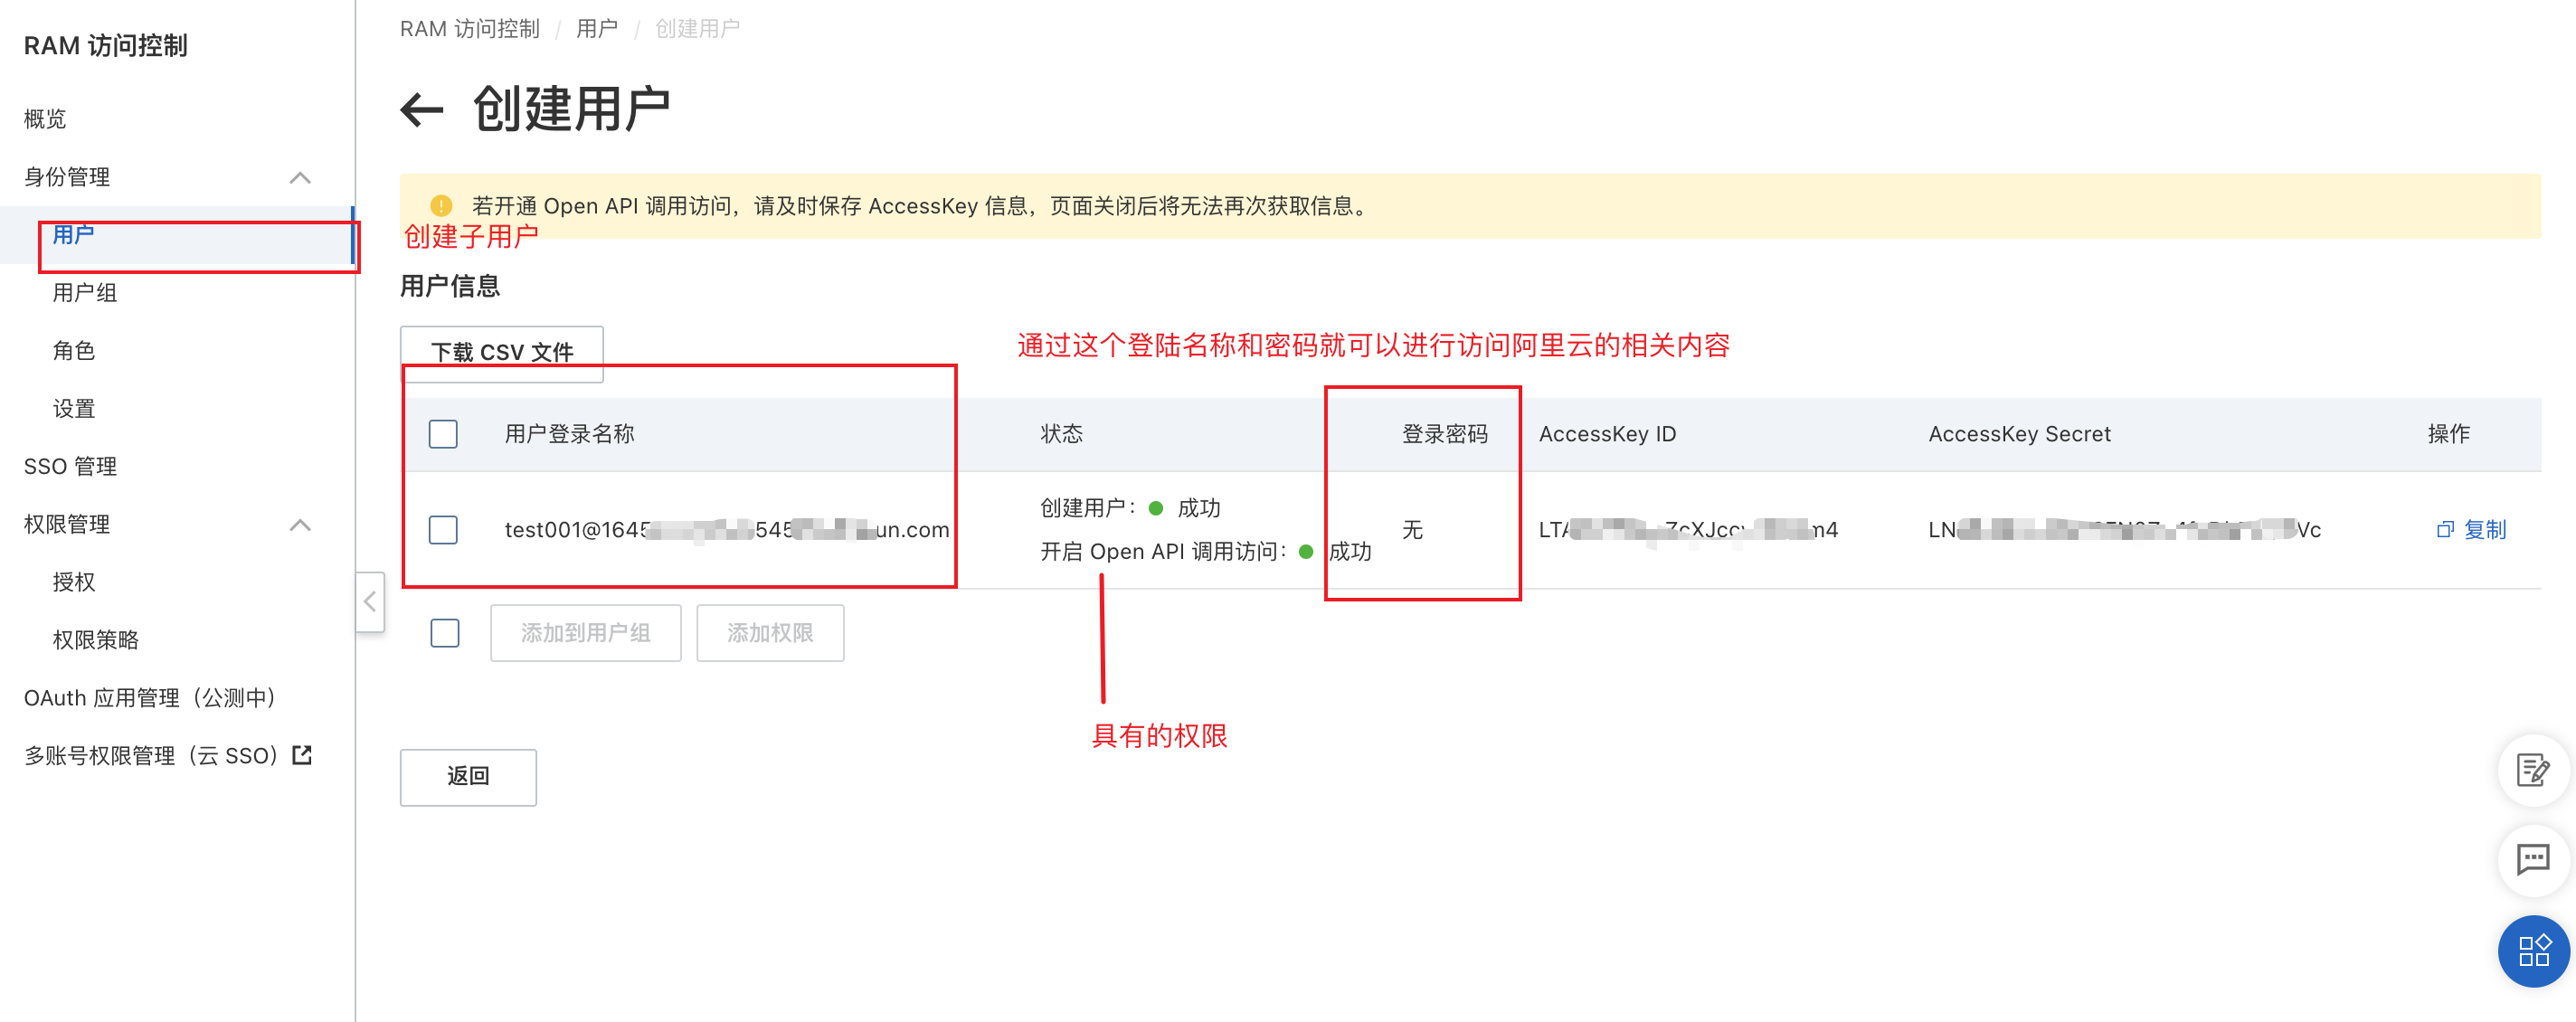 RAM 访问控制
概览
身份管理
用户
用户组
角色
设置
SSO 管理
权限管理
授权
权限策略
OAuth 应用管理（公测中）
多账号权限管理（云 SSO）
RAM 访问控制 / 用户 / 创建用户
创建用户
若开通 Open API 调用访问，请及时保存 AccessKey 信息，页面关闭后将无法再次获取信息。
创建子用户
用户信息
下载 CSV 文件
通过这个登陆名称和密码就可以进行访问阿里云的相关内容
用户登录名称 状态 登录密码 AccessKey ID AccessKey Secret 操作
创建用户： 成功
test001@1645 545 un.com 无 LTA m4 LN Vc 复制
开启 Open API 调用访问： 成功
添加到用户组 添加权限
具有的权限
返回